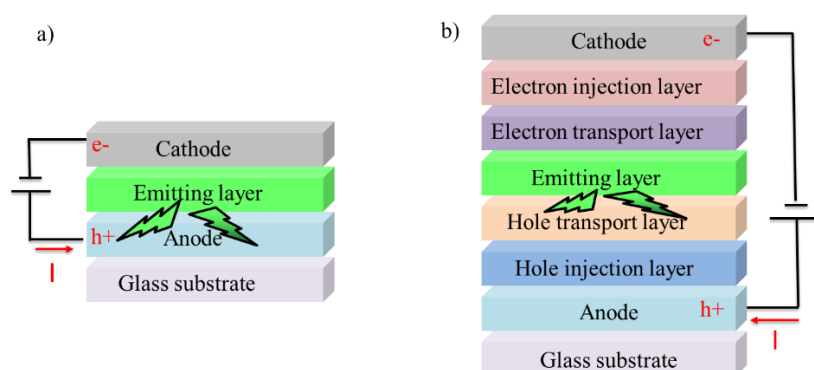 a)
e-
Cathode
Emitting layer
h+
Anode
I
Glass substrate
b)
Cathode e-
Electron injection layer
Electron transport layer
Emitting layer
Hole transport layer
Hole injection layer
Anode h+
I
Glass substrate